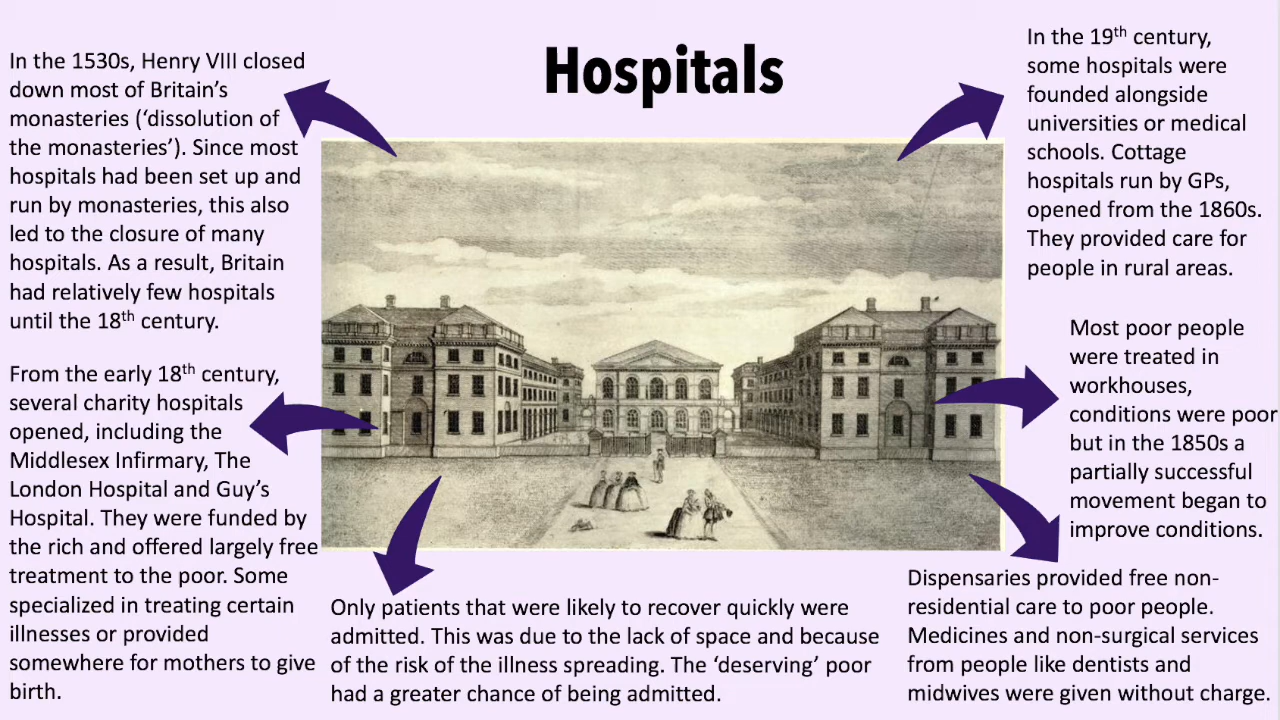 Hospitals
In the 1530s, Henry VIII closed
down most of Britain’s
monasteries (‘dissolution of
the monasteries’). Since most
hospitals had been set up and
run by monasteries, this also
led to the closure of many
hospitals. As a result, Britain
had relatively few hospitals
until the 18th century.
From the early 18th century,
several charity hospitals
opened, including the
Middlesex Infirmary, The
London Hospital and Guy’s
Hospital. They were funded by
the rich and offered largely free
treatment to the poor. Some
specialized in treating certain
illnesses or provided
somewhere for mothers to give
birth.
Only patients that were likely to recover quickly were
admitted. This was due to the lack of space and because
of the risk of the illness spreading. The ‘deserving’ poor
had a greater chance of being admitted.
In the 19th century,
some hospitals were
founded alongside
universities or medical
schools. Cottage
hospitals run by GPs,
opened from the 1860s.
They provided care for
people in rural areas.
Most poor people
were treated in
workhouses,
conditions were poor
but in the 1850s a
partially successful
movement began to
improve conditions.
Dispensaries provided free non-
residential care to poor people.
Medicines and non-surgical services
from people like dentists and
midwives were given without charge.